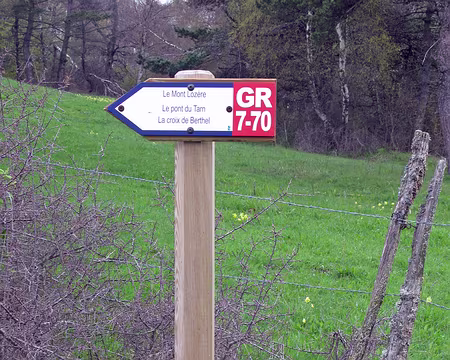 Le Mont Lozère
Le pont du Tarn
La croix de Berthel
GR
7-70